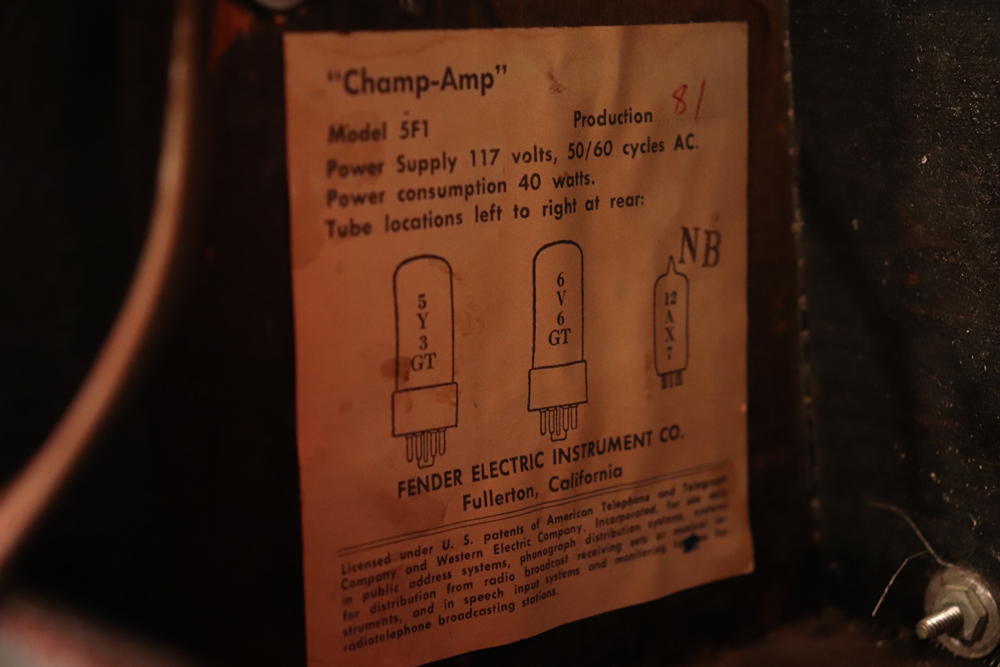 "Champ-Amp"
Model 5F1 Production 81
Power Supply 117 volts, 50/60 cycles AC.
Power consumption 40 watts.
Tube locations left to right at rear:
NB
5
Y
3
GT
6
V
6
GT
12
A
X
7
FENDER ELECTRIC INSTRUMENT CO.
Fullerton, California
Licensed under U. S. patents of American Telephone and Telegraph
Company and Western Electric Company, Incorporated, for use only
in public address systems, phonograph distribution systems, systems
for distribution from radio broadcast receiving sets or musical in-
struments, and in speech input systems and monitoring for
radiotelephone broadcasting stations.